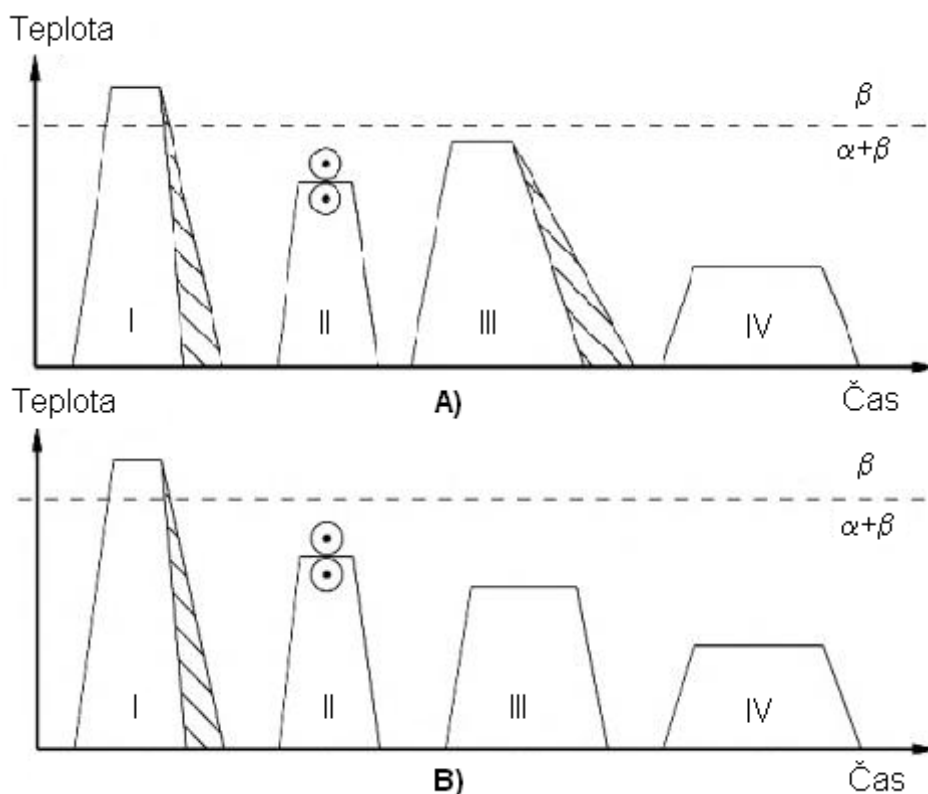 Teplota
β
α+β
I
II
III
IV
A)
Čas
Teplota
β
α+β
I
II
III
IV
B)
Čas